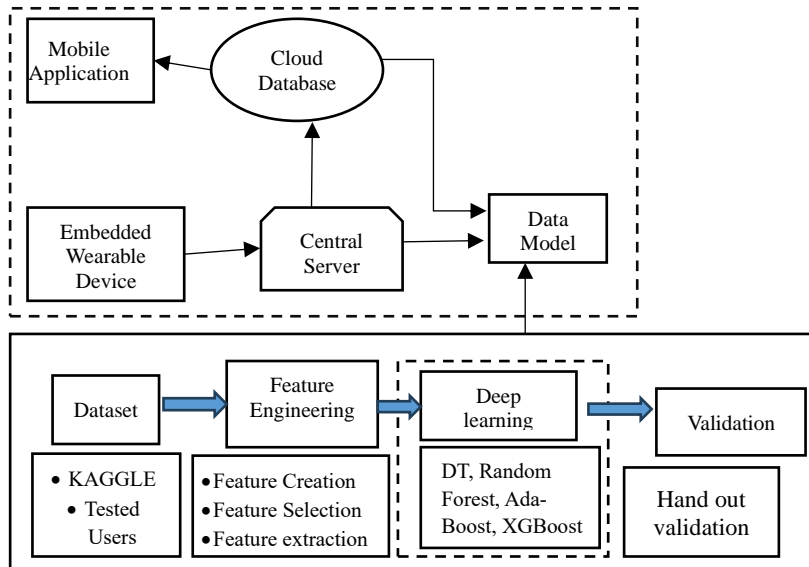 Mobile
Application
Cloud
Database
Embedded
Wearable
Device
Central
Server
Data
Model
Dataset
Feature
Engineering
Deep
learning
Validation
• KAGGLE
• Tested
Users
• Feature Creation
• Feature Selection
• Feature extraction
DT, Random
Forest, Ada-
Boost, XGBoost
Hand out
validation